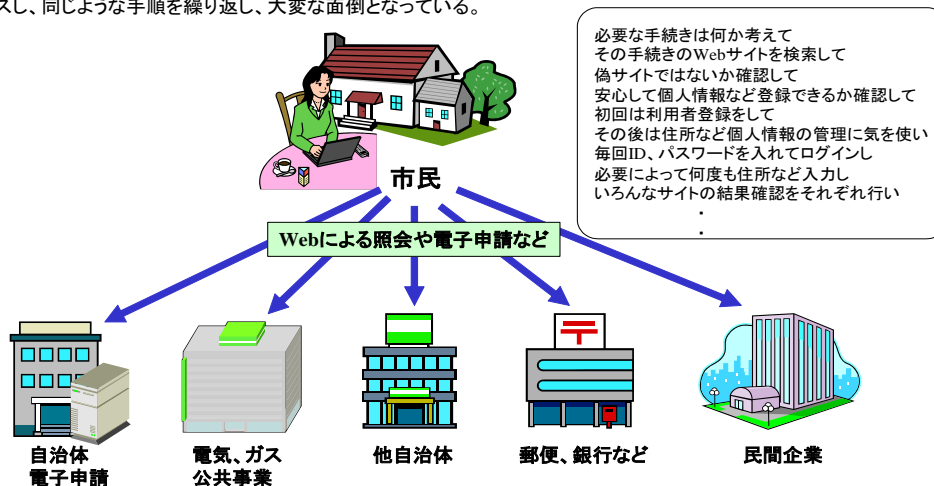 スし、同じような手順を繰り返し、大変な面倒となっている。
必要な手続きは何か考えて
その手続きのWebサイトを検索して
偽サイトではないか確認して
安心して個人情報など登録できるか確認して
初回は利用者登録をして
その後は住所など個人情報の管理に気を使い
毎回ID、パスワードを入れてログインし
必要によって何度も住所など入力し
いろんなサイトの結果確認をそれぞれ行い
・
・
市民
Webによる照会や電子申請など
〒
自治体
電子申請
電気、ガス
公共事業
他自治体
郵便、銀行など
民間企業